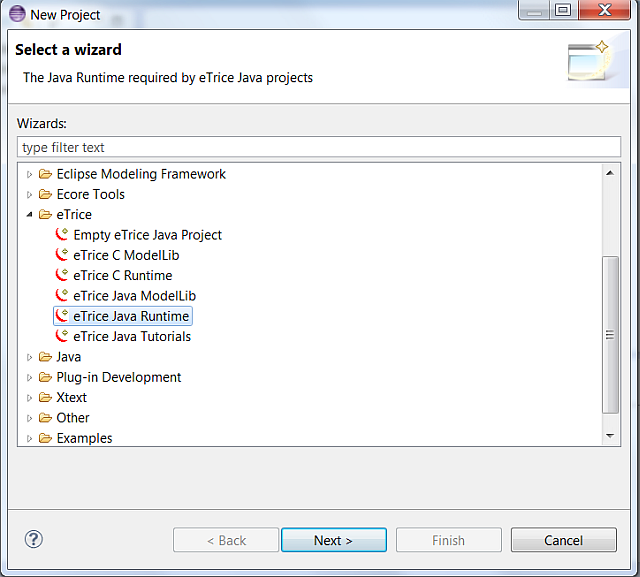 New Project
Select a wizard
The Java Runtime required by eTrice Java projects
Wizards:
type filter text
Eclipse Modeling Framework
Ecore Tools
eTrice
Empty eTrice Java Project
eTrice C ModelLib
eTrice C Runtime
eTrice Java ModelLib
eTrice Java Runtime
eTrice Java Tutorials
Java
Plug-in Development
Xtext
Other
Examples
? < Back Next > Finish Cancel